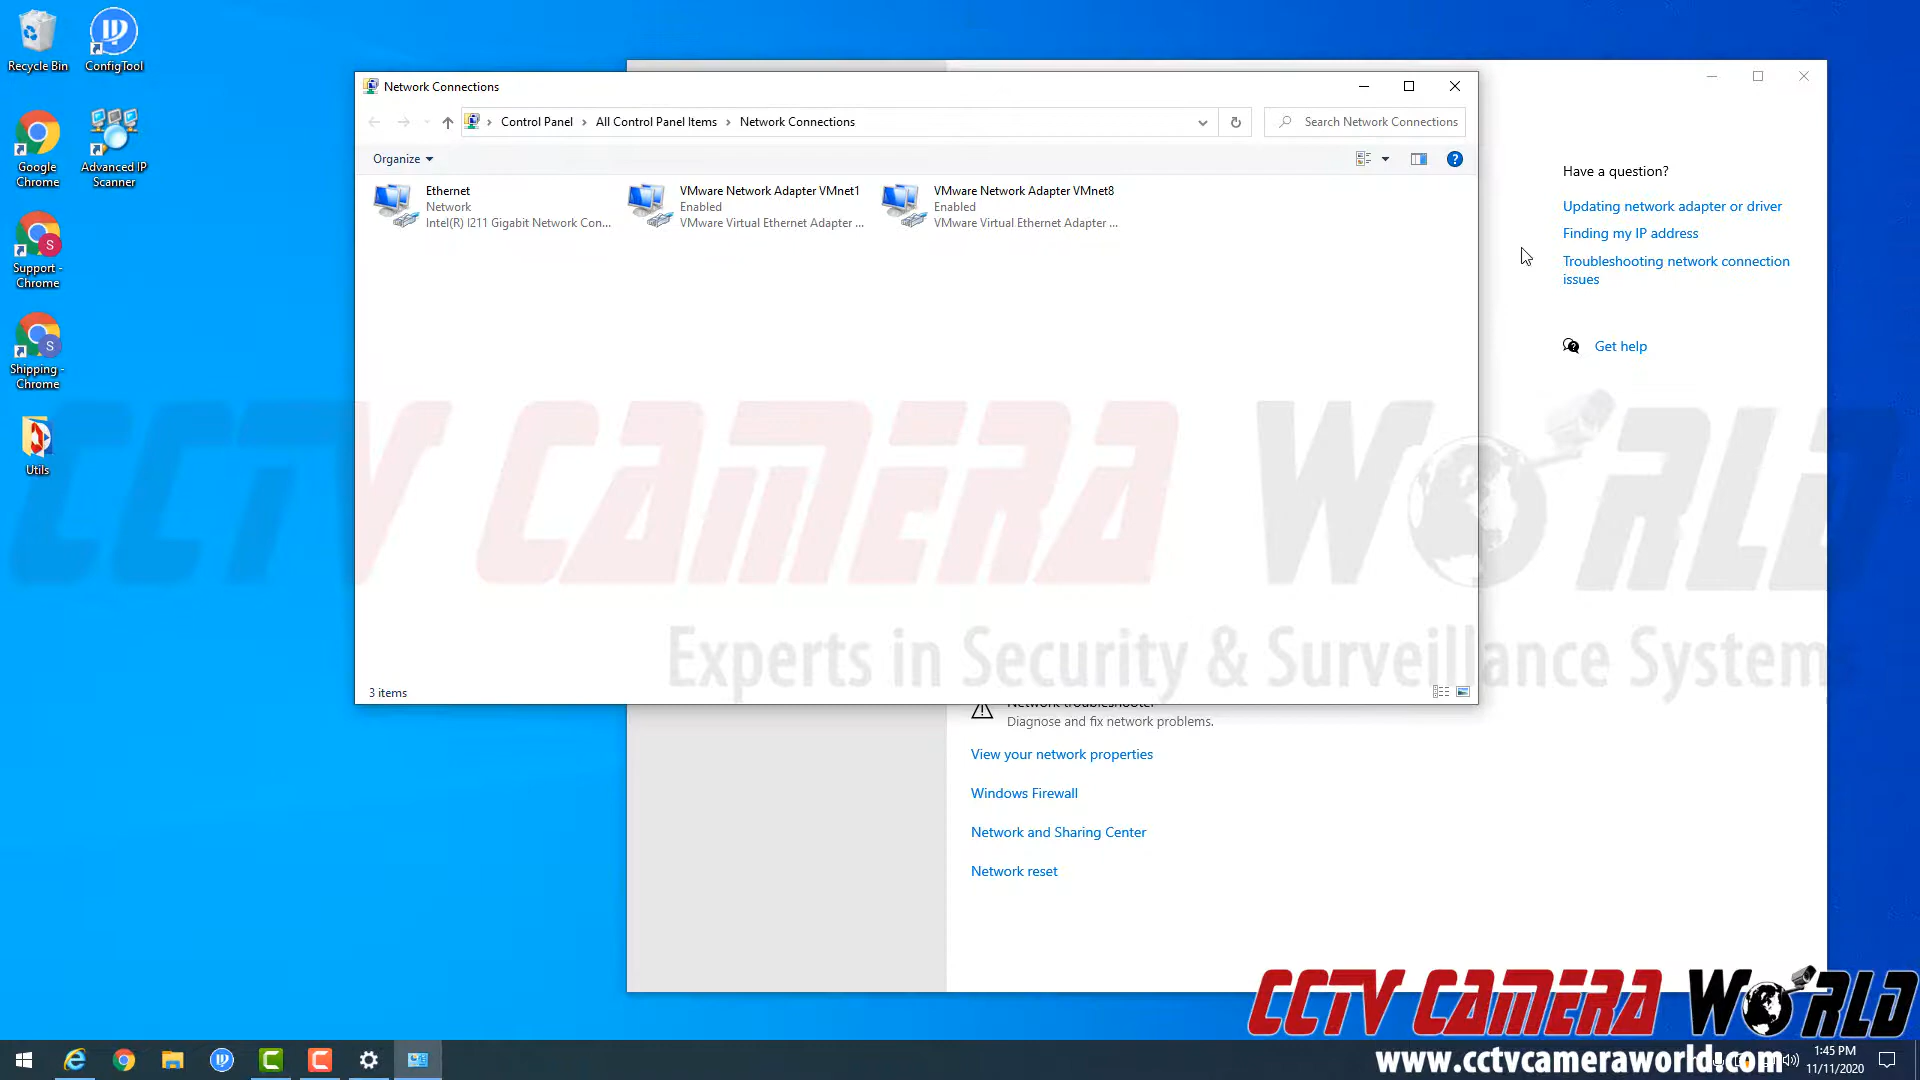 Recycle Bin
ConfigTool
Google
Chrome
Advanced IP
Scanner
Support -
Chrome
Shipping -
Chrome
Utils
Network Connections
Control Panel › All Control Panel Items › Network Connections
Search Network Connections
Organize
Ethernet
Network
Intel(R) I211 Gigabit Network Con...
VMware Network Adapter VMnet1
Enabled
VMware Virtual Ethernet Adapter ...
VMware Network Adapter VMnet8
Enabled
VMware Virtual Ethernet Adapter ...
3 items
Have a question?
Updating network adapter or driver
Finding my IP address
Troubleshooting network connection
issues
Get help
CCTV CAMERA WORLD
Experts in Security & Surveillance Systems
Network troubleshooter
Diagnose and fix network problems.
View your network properties
Windows Firewall
Network and Sharing Center
Network reset
CCTV CAMERA WORLD
www.cctvcameraworld.com
1:45 PM
11/11/2020